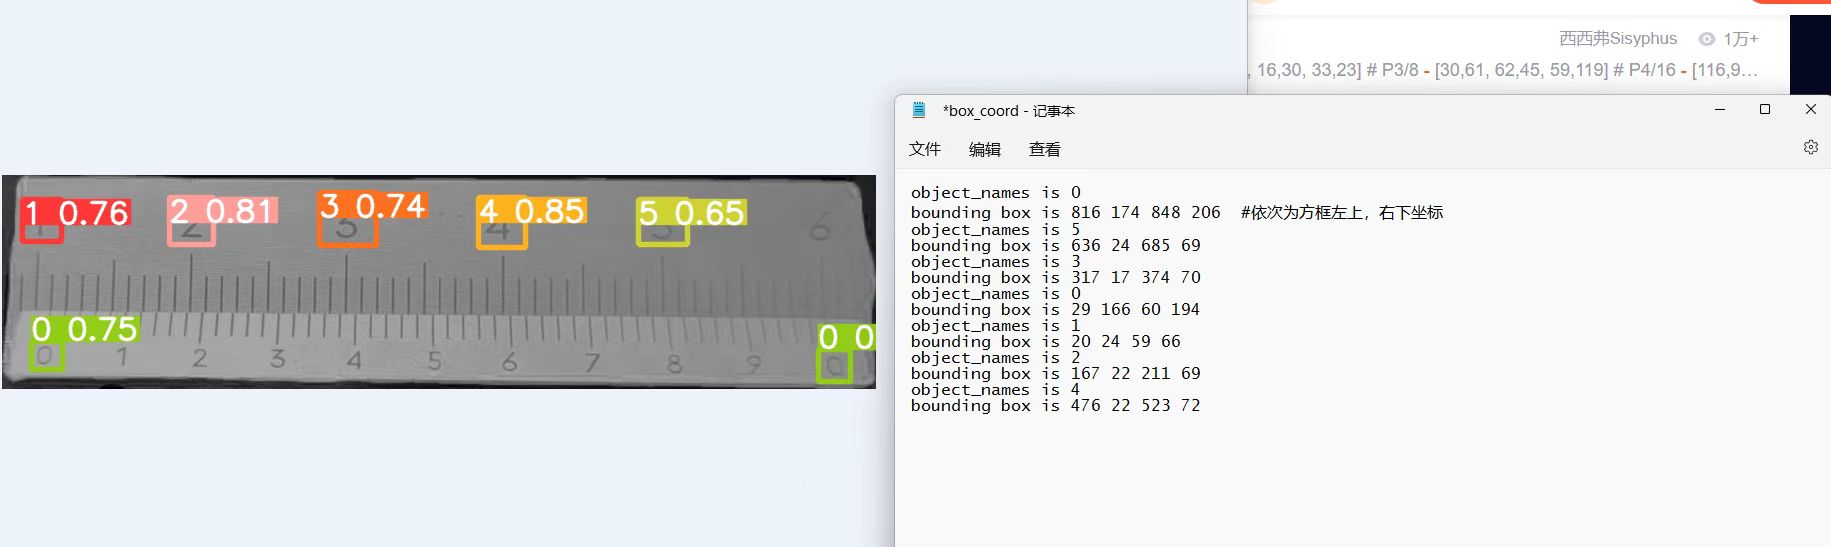 西西弗Sisyphus 1万+
, 16,30, 33,23] # P3/8 - [30,61, 62,45, 59,119] # P4/16 - [116,9…
*box_coord - 记事本
文件 编辑 查看
object_names is 0
bounding box is 816 174 848 206 #依次为方框左上，右下坐标
object_names is 5
bounding box is 636 24 685 69
object_names is 3
bounding box is 317 17 374 70
object_names is 0
bounding box is 29 166 60 194
object_names is 1
bounding box is 20 24 59 66
object_names is 2
bounding box is 167 22 211 69
object_names is 4
bounding box is 476 22 523 72
1 0.76 2 0.81 3 0.74 4 0.85 5 0.65
1 2 3 4 5 6
0 0.75 0 0
0 1 2 3 4 5 6 7 8 9 0